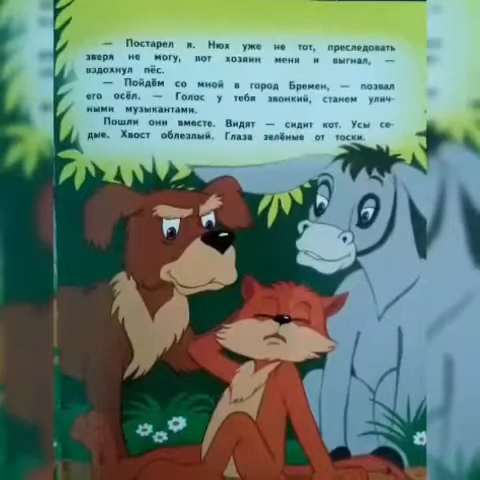 — Постарел я. Нюх уже не тот, преследовать
зверя не могу, вот хозяин меня и выгнал, —
вздохнул пёс.
— Пойдём со мной в город Бремен, — позвал
его осёл. — Голос у тебя звонкий, станем улич-
ными музыкантами.
Пошли они вместе. Видят — сидит кот. Усы се-
дые. Хвост облезлый. Глаза зелёные от тоски.